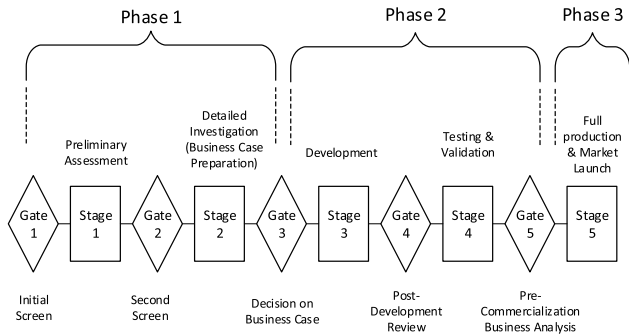 Phase 1
Phase 2
Phase 3
Preliminary
Assessment
Detailed
Investigation
(Business Case
Preparation)
Development
Testing &
Validation
Full
production
& Market
Launch
Gate
1
Stage
1
Gate
2
Stage
2
Gate
3
Stage
3
Gate
4
Stage
4
Gate
5
Stage
5
Initial
Screen
Second
Screen
Decision on
Business Case
Post-
Development
Review
Pre-
Commercialization
Business Analysis